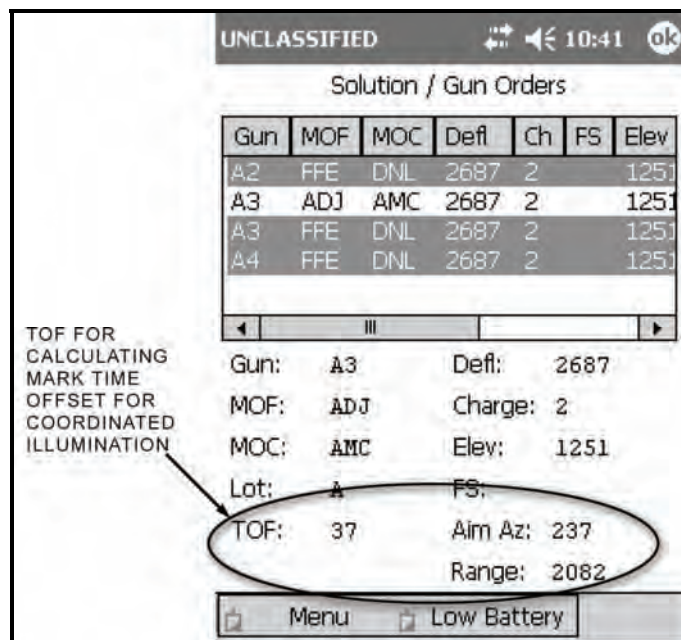 UNCLASSIFIED 10:41 ok
Solution / Gun Orders
Gun MOF MOC Defl Ch FS Elev
A2 FFE DNL 2687 2 1251
A3 ADJ AMC 2687 2 1251
A3 FFE DNL 2687 2 1251
A4 FFE DNL 2687 2 1251
TOF FOR
CALCULATING
MARK TIME
OFFSET FOR
COORDINATED
ILLUMINATION
Gun: A3 Defl: 2687
MOF: ADJ Charge: 2
MOC: AMC Elev: 1251
Lot: A FS:
TOF: 37 Aim Az: 237
Range: 2082
Menu Low Battery